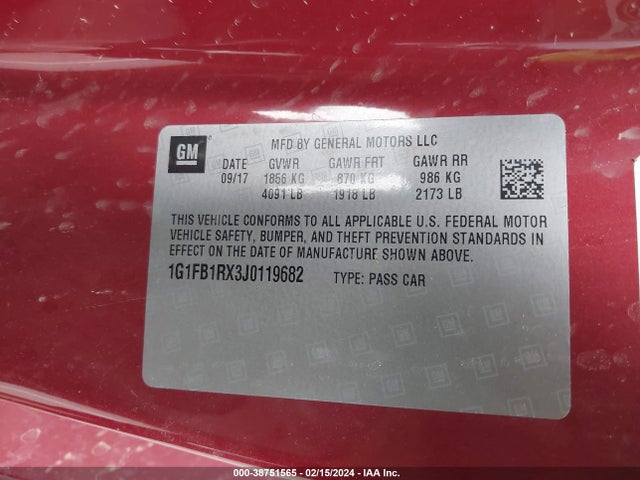 GM
MFD BY GENERAL MOTORS LLC
DATE GVWR GAWR FRT GAWR RR
09/17 1856 KG 870 KG 986 KG
4091 LB 1918 LB 2173 LB
THIS VEHICLE CONFORMS TO ALL APPLICABLE U.S. FEDERAL MOTOR
VEHICLE SAFETY, BUMPER, AND THEFT PREVENTION STANDARDS IN
EFFECT ON THE DATE OF MANUFACTURE SHOWN ABOVE.
1G1FB1RX3J0119682 TYPE: PASS CAR
000-38751565 - 02/15/2024 - IAA Inc.